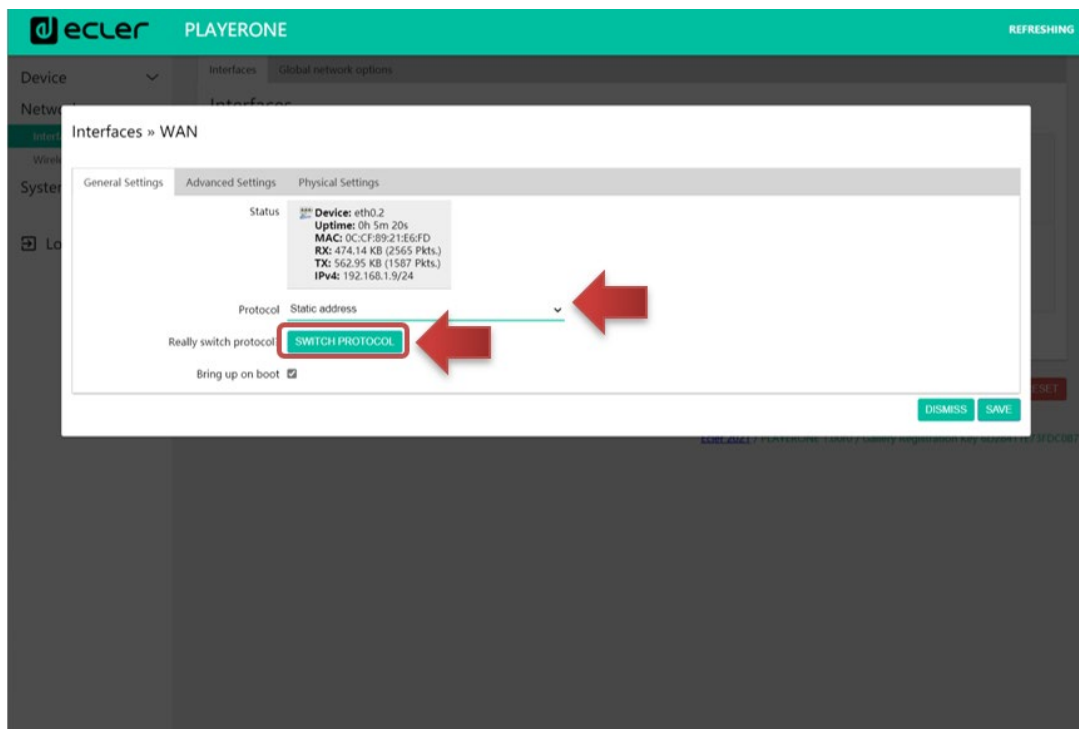 ecler PLAYERONE REFRESHING
Device
Interfaces Global network options
Interfaces » WAN
General Settings Advanced Settings Physical Settings
Status
Device: eth0.2
Uptime: 0h 5m 20s
MAC: 0C:CF:89:21:E6:FD
RX: 474.14 KB (2565 Pkts.)
TX: 562.95 KB (1587 Pkts.)
IPv4: 192.168.1.9/24
Protocol Static address
Really switch protocol? SWITCH PROTOCOL
Bring up on boot
DISMISS SAVE